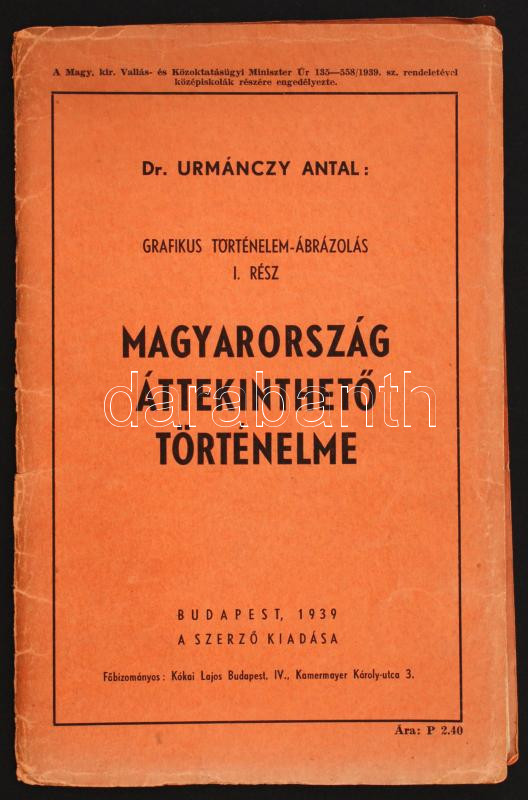 A Magy. kir. Vallás- és Közoktatásügyi Miniszter Úr 135—558/1939. sz. rendeletével
középiskolák részére engedélyezte.
Dr. URMÁNCZY ANTAL:
GRAFIKUS TÖRTÉNELEM-ÁBRÁZOLÁS
I. RÉSZ
MAGYARORSZÁG
ÁTTEKINTHETŐ
darabanth
TÖRTÉNELME
BUDAPEST, 1939
A SZERZŐ KIADÁSA
Főbizományos: Kókai Lajos Budapest, IV., Kamermayer Károly-utca 3.
Ára: P 2.40